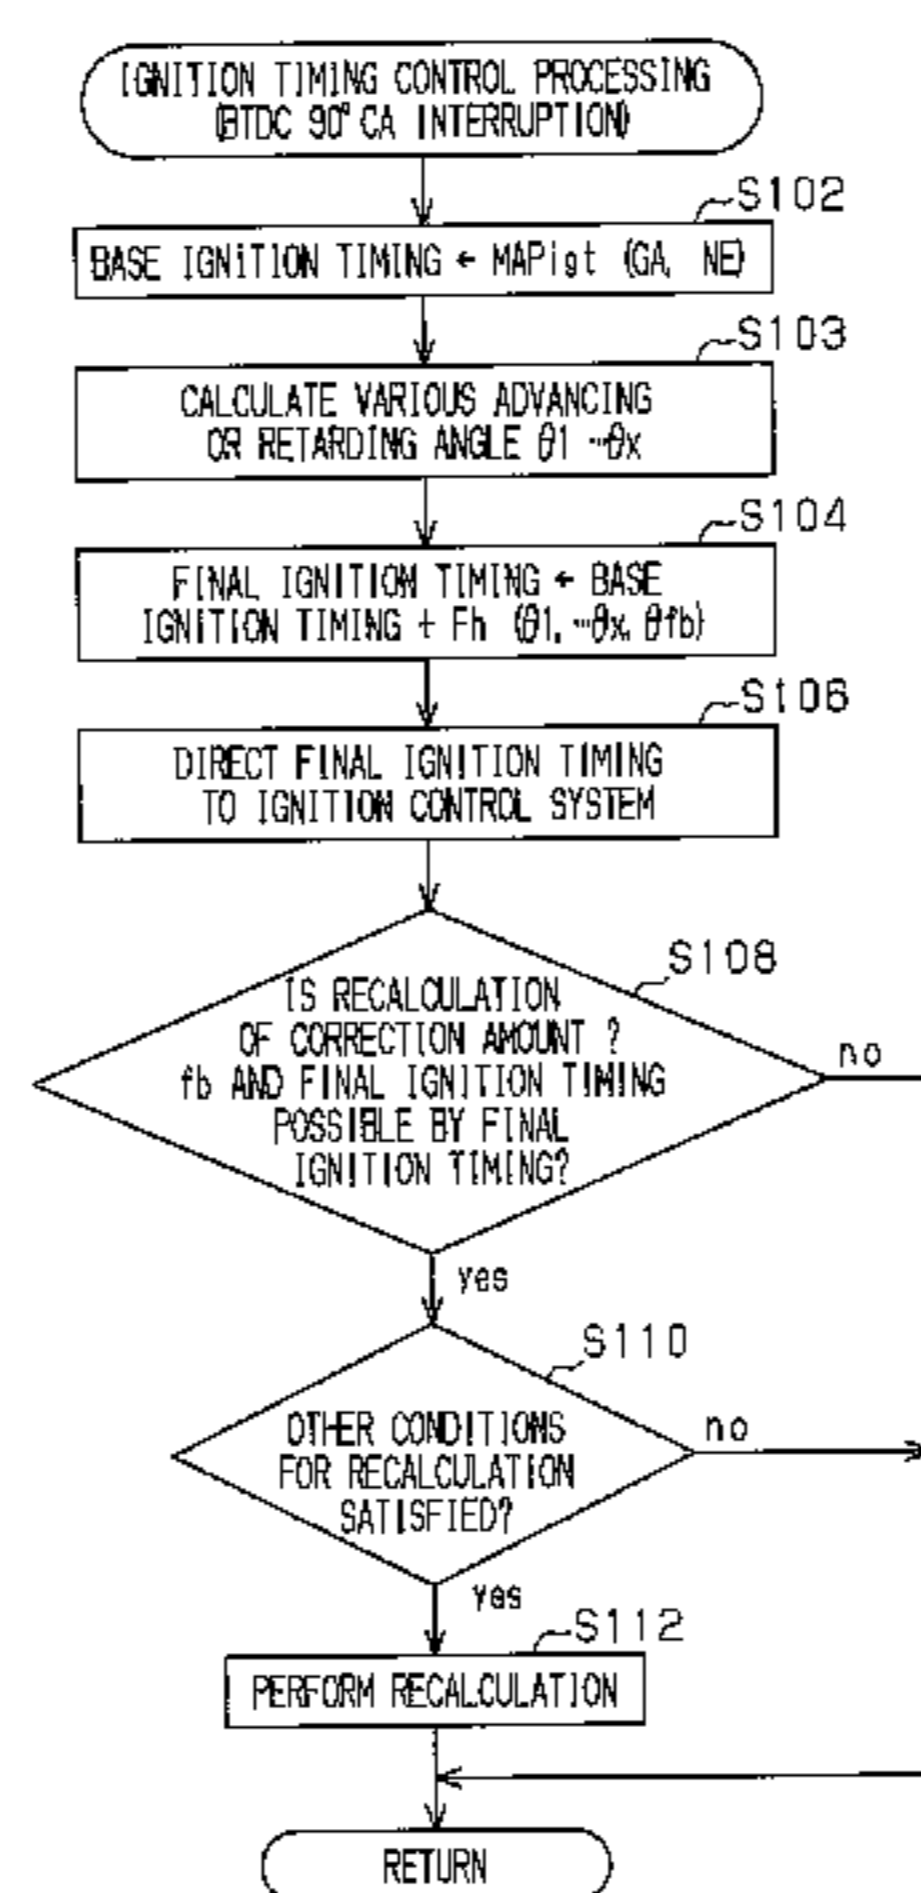 IGNITION TIMING CONTROL PROCESSING
(BTDC 90° CA INTERRUPTION)
S102
BASE IGNITION TIMING ← MAPigt (GA, NE)
S103
CALCULATE VARIOUS ADVANCING
OR RETARDING ANGLE θ1 …θx
S104
FINAL IGNITION TIMING ← BASE
IGNITION TIMING + Fh (θ1, …θx, θfb)
S106
DIRECT FINAL IGNITION TIMING
TO IGNITION CONTROL SYSTEM
S108
IS RECALCULATION
OF CORRECTION AMOUNT ?
fb AND FINAL IGNITION TIMING
POSSIBLE BY FINAL
IGNITION TIMING?
no
yes
S110
OTHER CONDITIONS
FOR RECALCULATION
SATISFIED?
no
yes
S112
PERFORM RECALCULATION
RETURN